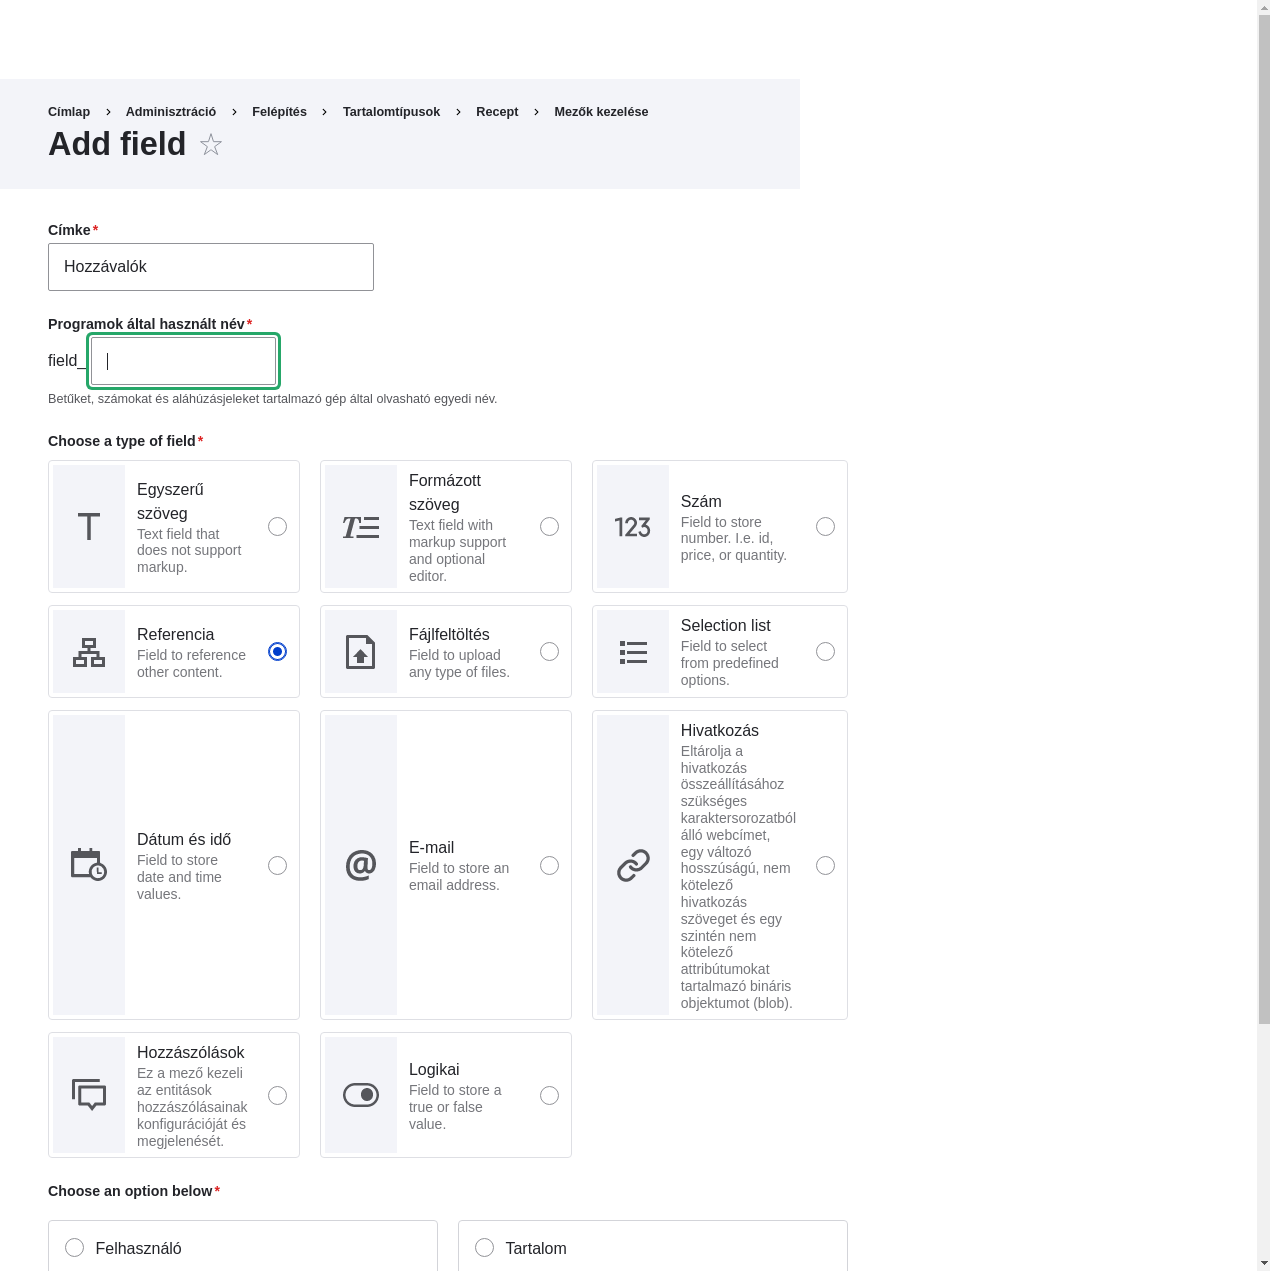 Címlap › Adminisztráció › Felépítés › Tartalomtípusok › Recept › Mezők kezelése
Add field ☆
Címke*
Hozzávalók
Programok által használt név*
field_
Betűket, számokat és aláhúzásjeleket tartalmazó gép által olvasható egyedi név.
Choose a type of field*
T
Egyszerű
szöveg
Text field that
does not support
markup.
T
Formázott
szöveg
Text field with
markup support
and optional
editor.
123
Szám
Field to store
number. I.e. id,
price, or quantity.
Referencia
Field to reference
other content.
Fájlfeltöltés
Field to upload
any type of files.
Selection list
Field to select
from predefined
options.
Dátum és idő
Field to store
date and time
values.
@
E-mail
Field to store an
email address.
Hivatkozás
Eltárolja a
hivatkozás
összeállításához
szükséges
karaktersorozatból
álló webcímet,
egy változó
hosszúságú, nem
kötelező
hivatkozás
szöveget és egy
szintén nem
kötelező
attribútumokat
tartalmazó bináris
objektumot (blob).
Hozzászólások
Ez a mező kezeli
az entitások
hozzászólásainak
konfigurációját és
megjelenését.
Logikai
Field to store a
true or false
value.
Choose an option below*
Felhasználó
Tartalom